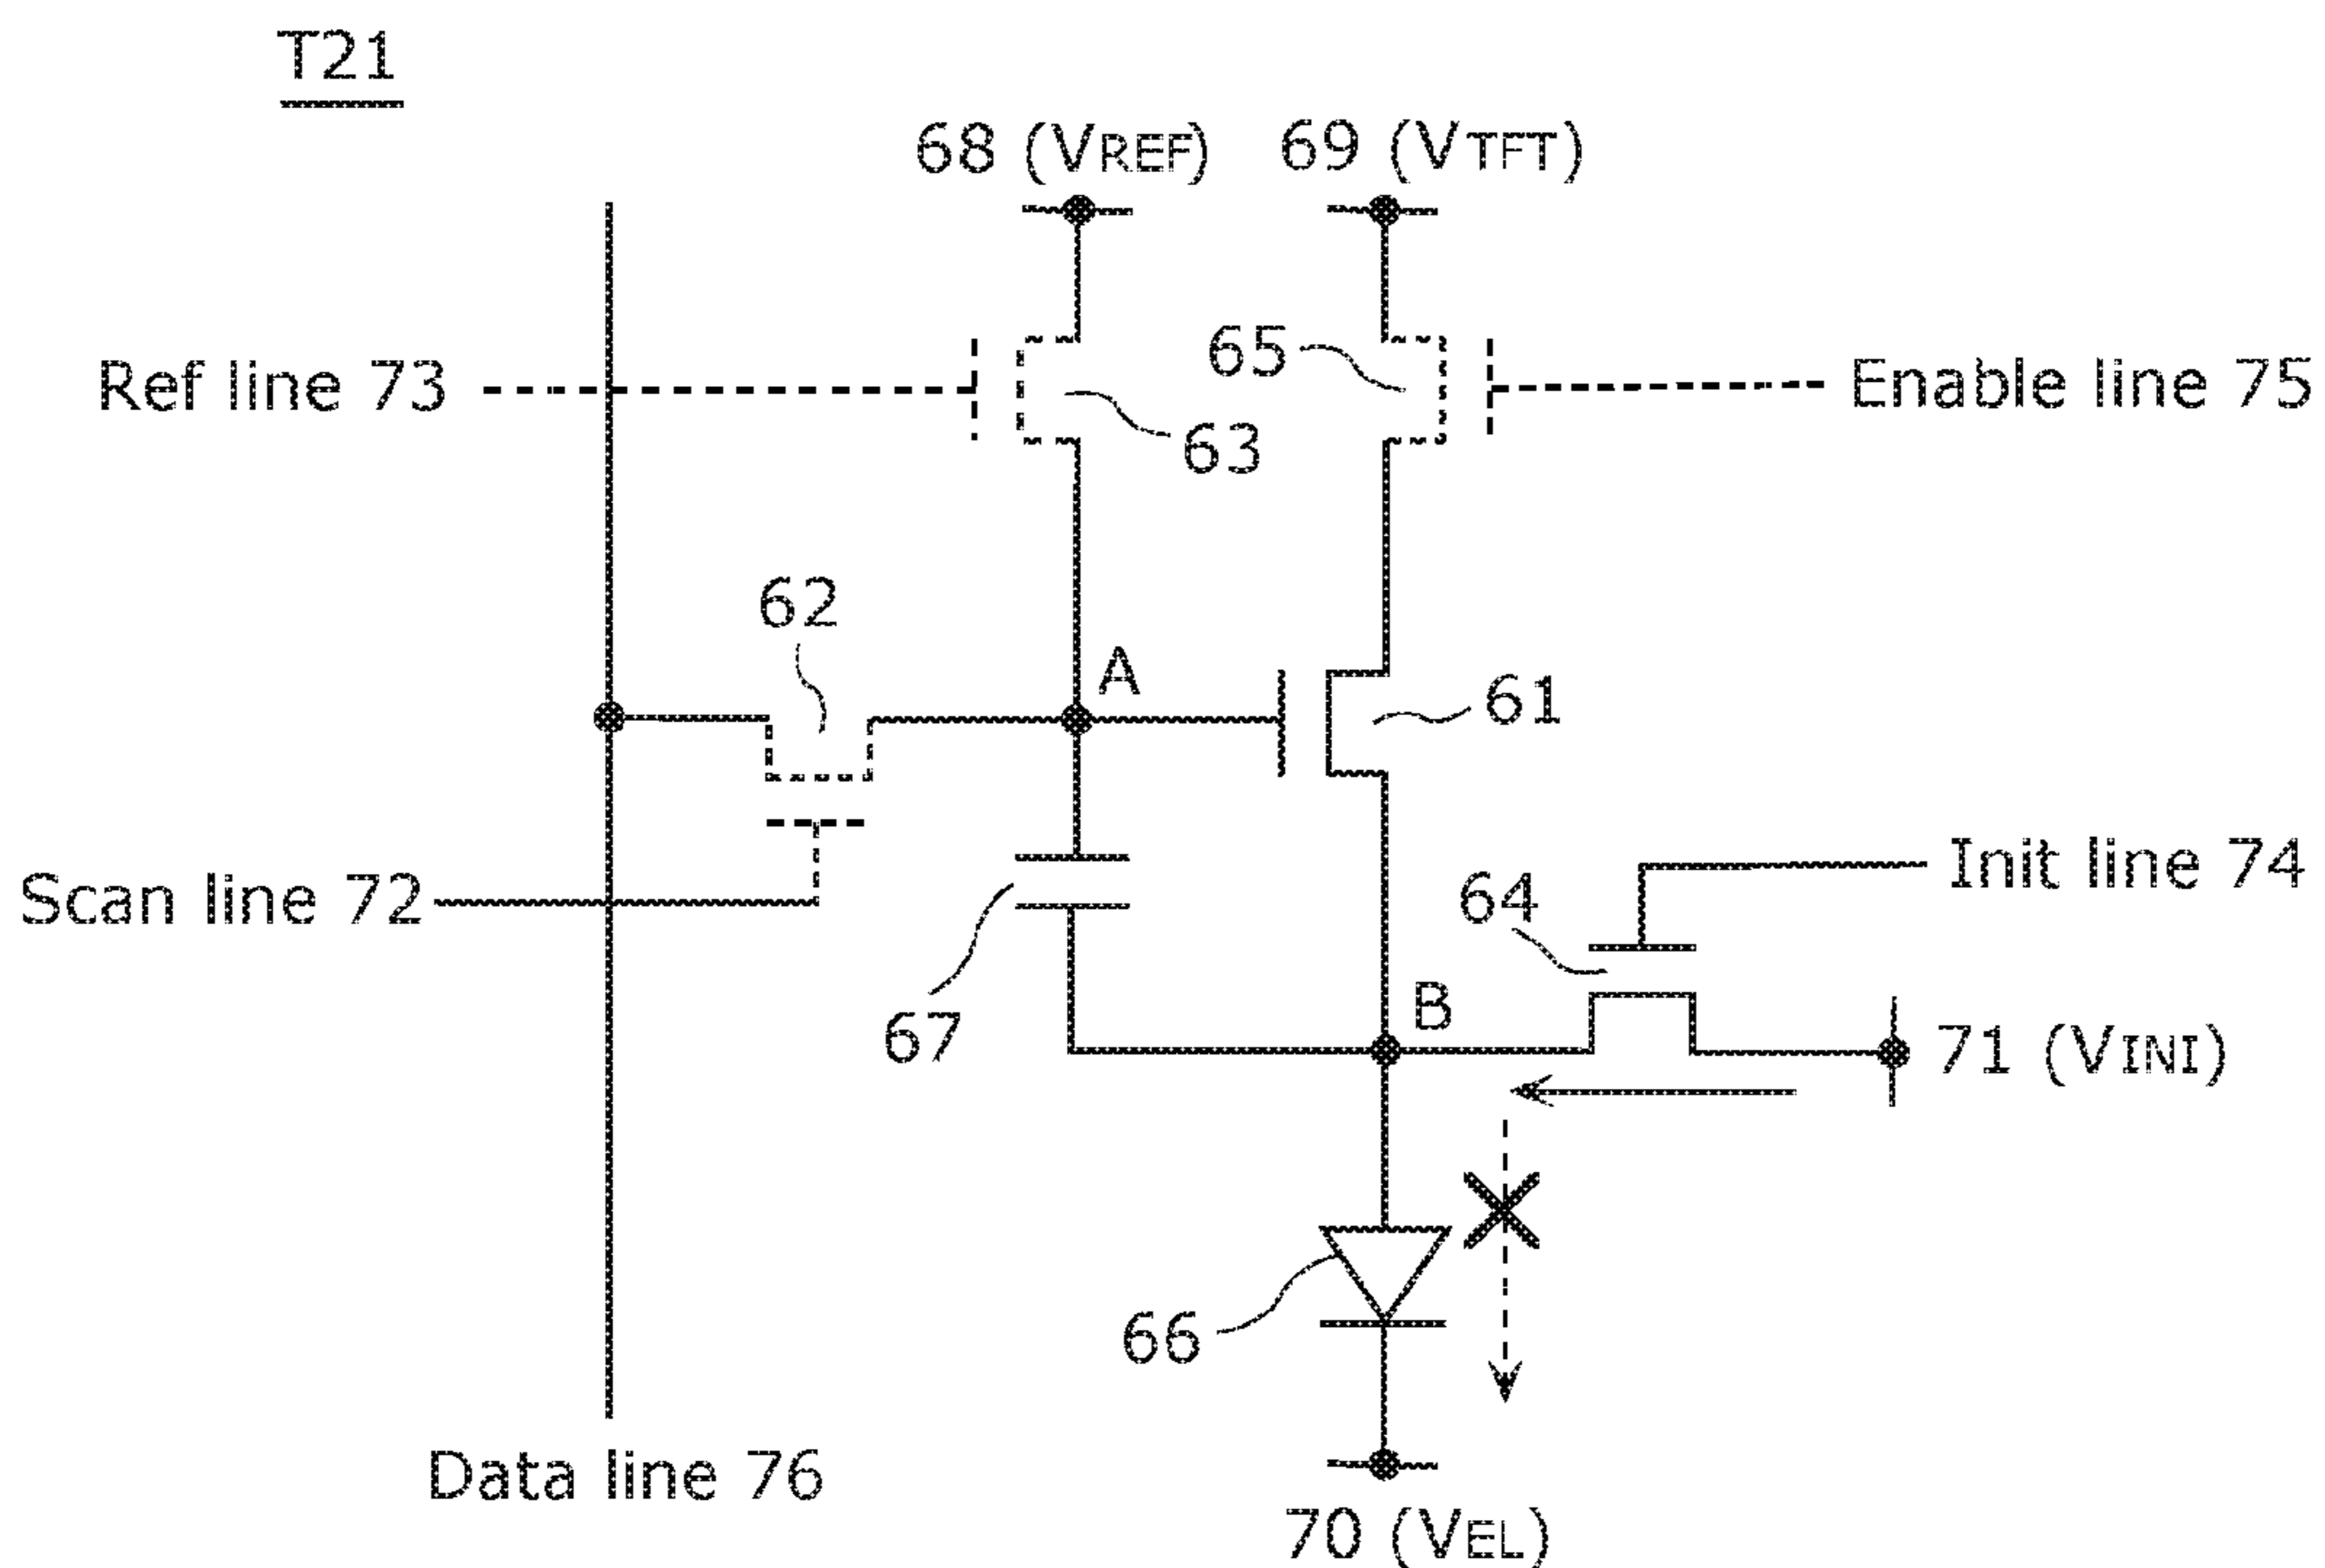 T21
68 (VREF)
69 (VTFT)
Ref line 73
65
63
Enable line 75
62
A
61
Scan line 72
67
B
64
Init line 74
71 (VINI)
66
Data line 76
70 (VEL)